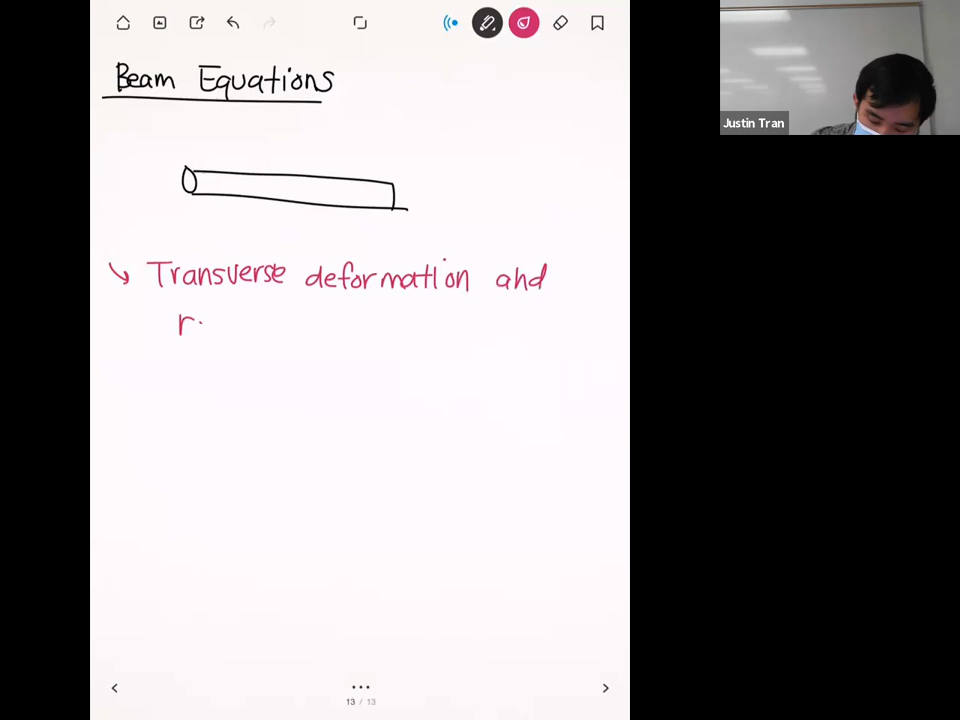 Beam Equations
Transverse deformation and
r.
13 / 13
Justin Tran